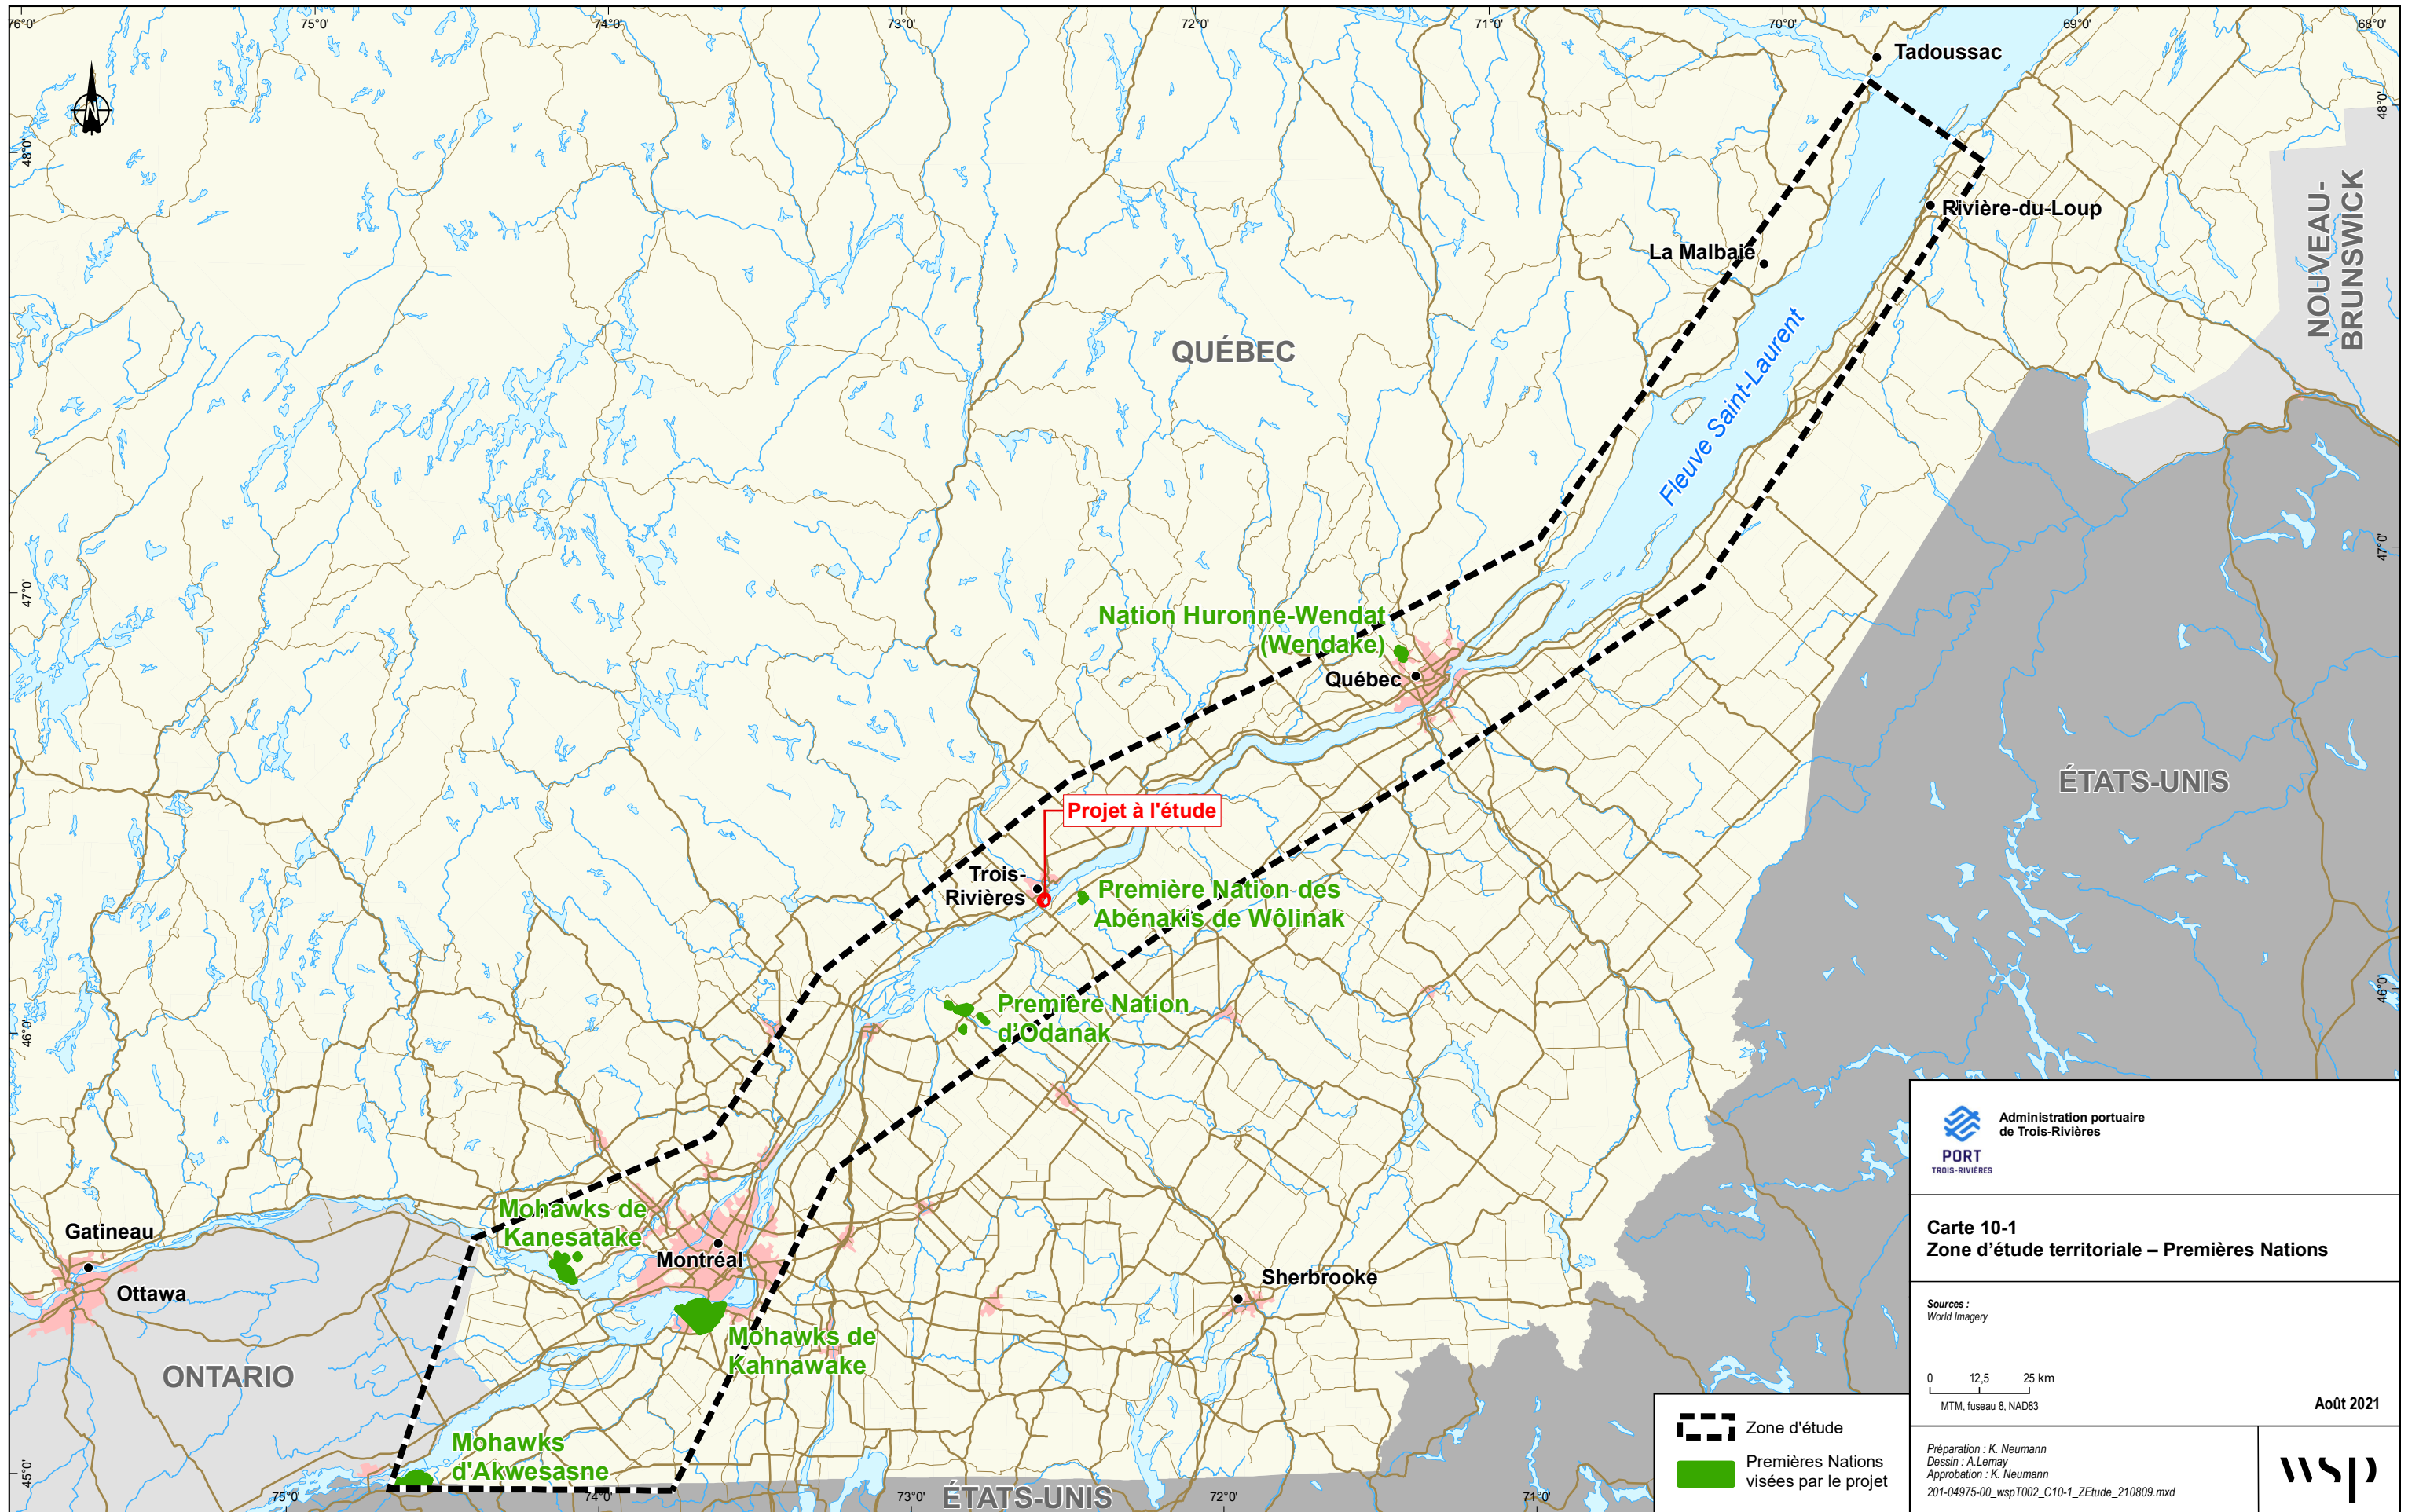 76°0'
75°0'
74°0'
73°0'
72°0'
71°0'
70°0'
69°0'
68°0'
N
48°0'
48°0'
Tadoussac
Rivière-du-Loup
La Malbaie
NOUVEAU-
BRUNSWICK
QUÉBEC
Fleuve Saint-Laurent
47°0'
47°0'
Nation Huronne-Wendat
(Wendake)
Québec
ÉTATS-UNIS
Projet à l'étude
Trois-
Rivières
Première Nation des
Abénakis de Wôlinak
Première Nation
d'Odanak
46°0'
46°0'
Mohawks de
Kanesatake
Montréal
Gatineau
Ottawa
Sherbrooke
Mohawks de
Kahnawake
ONTARIO
Mohawks
d'Akwesasne
45°0'
75°0'
74°0'
73°0'
72°0'
71°0'
ÉTATS-UNIS
Zone d'étude
Premières Nations
visées par le projet
PORT
TROIS-RIVIÈRES
Administration portuaire
de Trois-Rivières
Carte 10-1
Zone d'étude territoriale – Premières Nations
Sources :
World Imagery
0 12,5 25 km
MTM, fuseau 8, NAD83
Août 2021
Préparation : K. Neumann
Dessin : A.Lemay
Approbation : K. Neumann
201-04975-00_wspT002_C10-1_ZEtude_210809.mxd
wsp